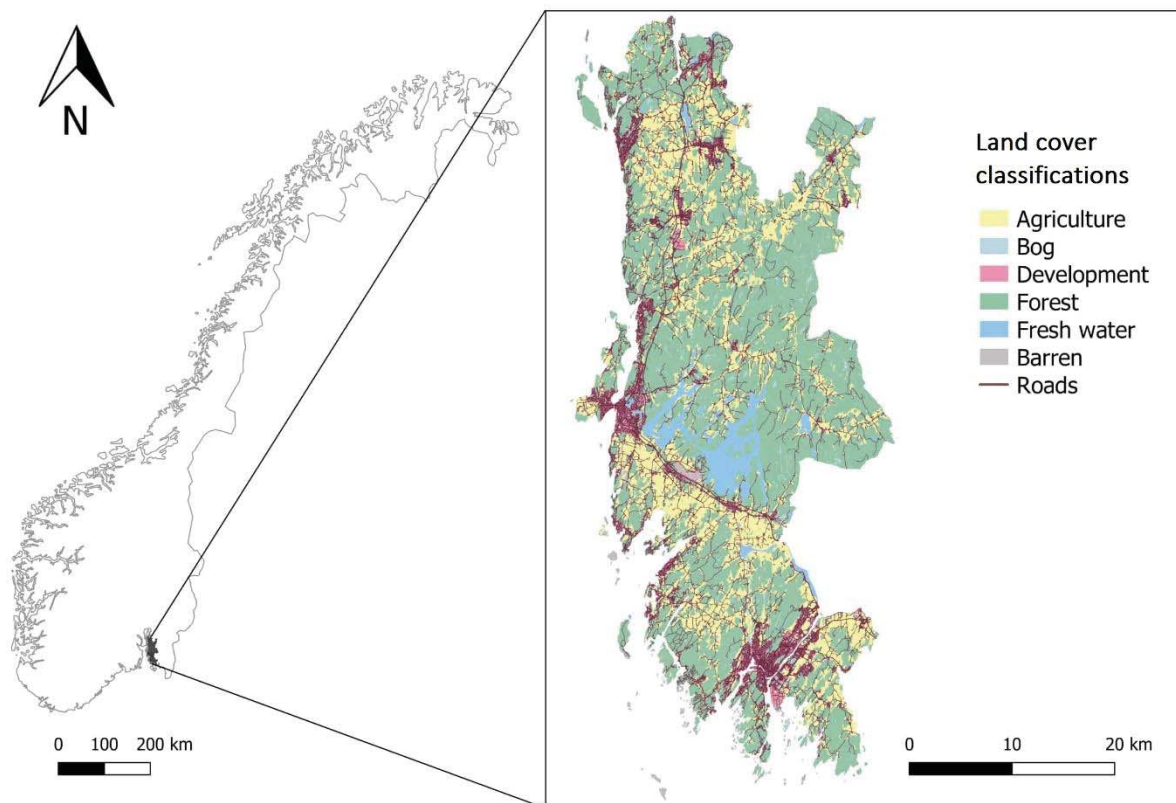 N
0 100 200 km
Land cover
classifications
Agriculture
Bog
Development
Forest
Fresh water
Barren
Roads
0 10 20 km